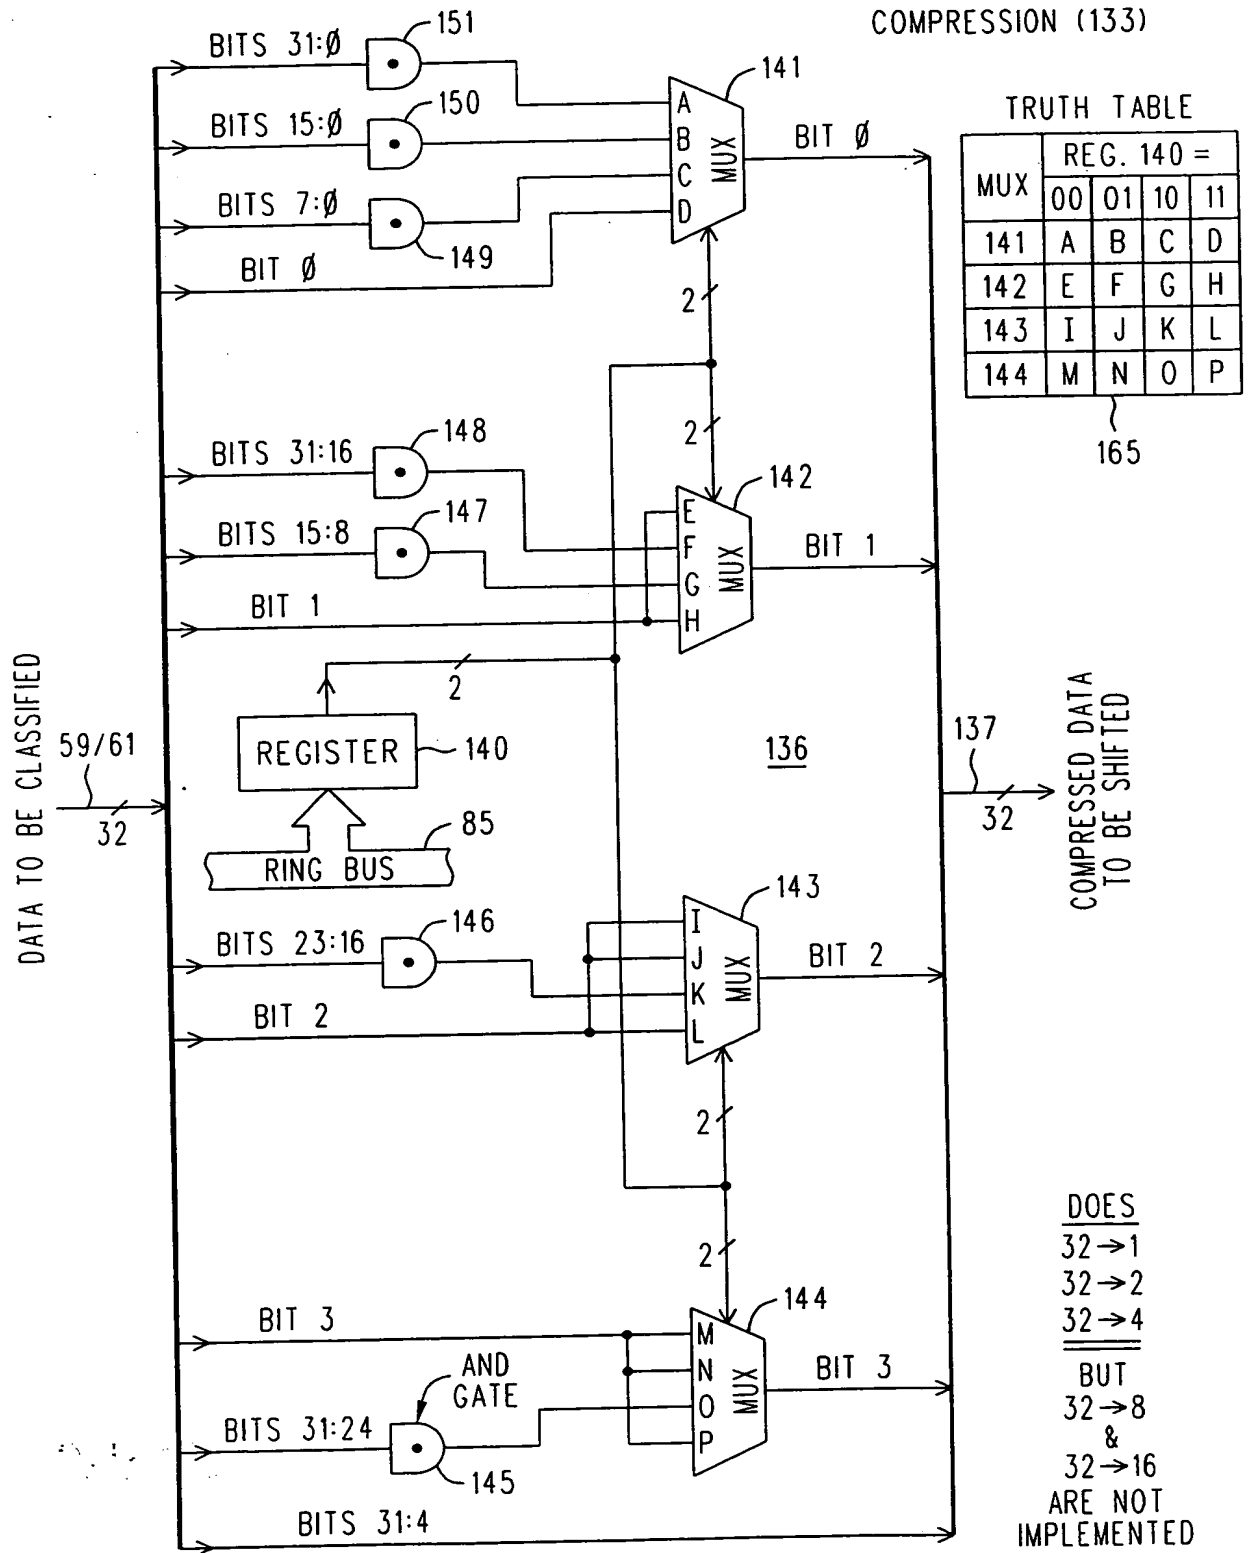 COMPRESSION (133)
BITS 31:0
151
BITS 15:0
150
BITS 7:0
149
BIT 0
A
B
C
D
MUX
141
BIT 0
2
TRUTH TABLE
MUX REG. 140 =
00 01 10 11
141 A B C D
142 E F G H
143 I J K L
144 M N O P
165
2
BITS 31:16
148
BITS 15:8
147
BIT 1
E
F
G
H
MUX
142
BIT 1
2
REGISTER
140
85
RING BUS
DATA TO BE CLASSIFIED
59/61
32
136
137
32
COMPRESSED DATA
TO BE SHIFTED
BITS 23:16
146
BIT 2
I
J
K
L
MUX
143
BIT 2
2
2
BIT 3
AND
GATE
BITS 31:24
145
M
N
O
P
MUX
144
BIT 3
BITS 31:4
DOES
32→1
32→2
32→4
BUT
32→8
&
32→16
ARE NOT
IMPLEMENTED